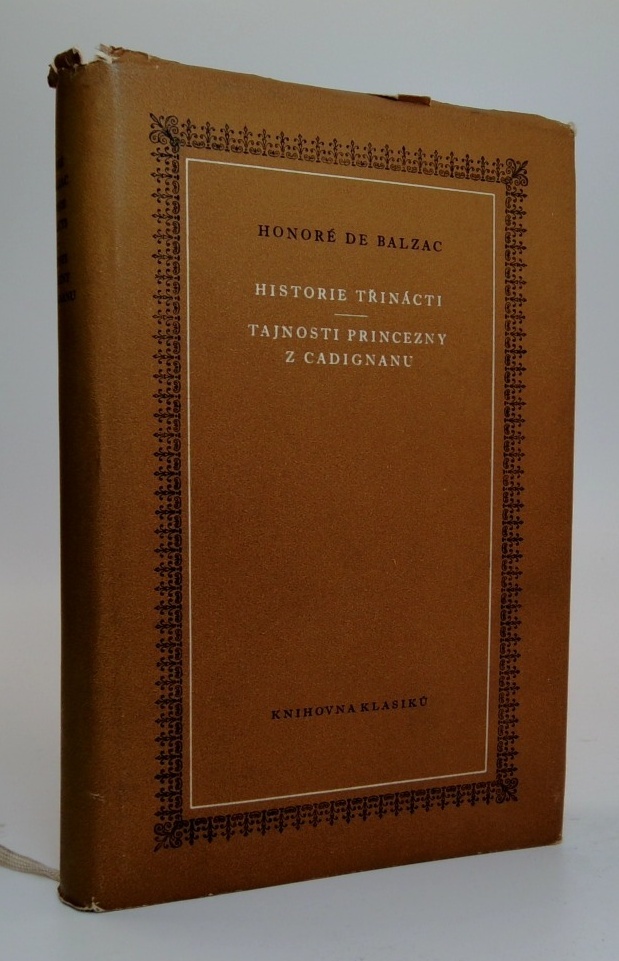 HONORÉ DE BALZAC
HISTORIE TŘINÁCTI
TAJNOSTI PRINCEZNY
Z CADIGNANU
KNIHOVNA KLASIKŮ